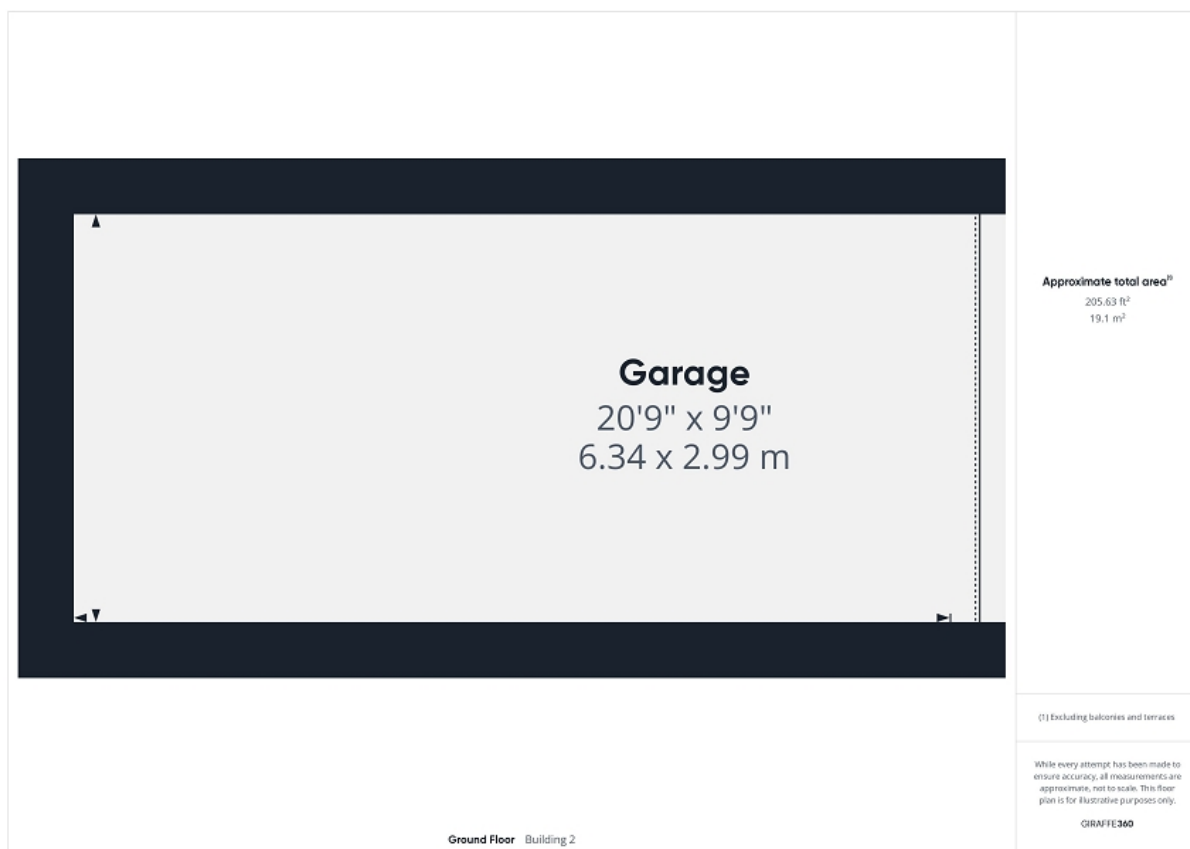 Garage
20'9" x 9'9"
6.34 x 2.99 m
Approximate total area(1)
205.63 ft²
19.1 m²
(1) Excluding balconies and terraces
While every attempt has been made to
ensure accuracy, all measurements are
approximate, not to scale. This floor
plan is for illustrative purposes only.
GIRAFFE360
Ground Floor Building 2